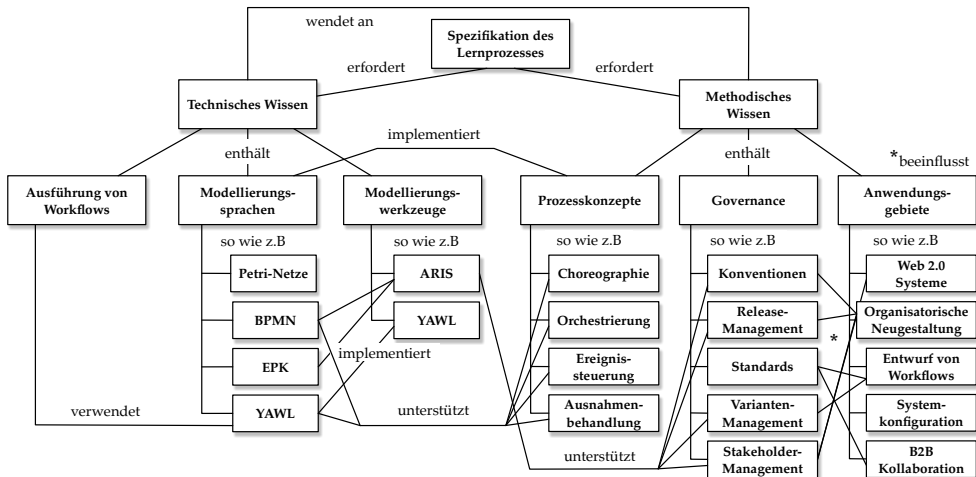 wendet an
Spezifikation des
Lernprozesses
erfordert
erfordert
Technisches Wissen
Methodisches
Wissen
implementiert
enthält
enthält
*beeinflusst
Ausführung von
Workflows
Modellierungs-
sprachen
Modellierungs-
werkzeuge
Prozesskonzepte
Governance
Anwendungs-
gebiete
so wie z.B
so wie z.B
so wie z.B
so wie z.B
so wie z.B
Petri-Netze
ARIS
Choreographie
Konventionen
Web 2.0
Systeme
BPMN
YAWL
Orchestrierung
Release-
Management
Organisatorische
Neugestaltung
*
implementiert
EPK
Ereignis-
steuerung
Standards
Entwurf von
Workflows
verwendet
YAWL
unterstützt
Ausnahmen-
behandlung
Varianten-
Management
System-
konfiguration
unterstützt
Stakeholder-
Management
B2B
Kollaboration